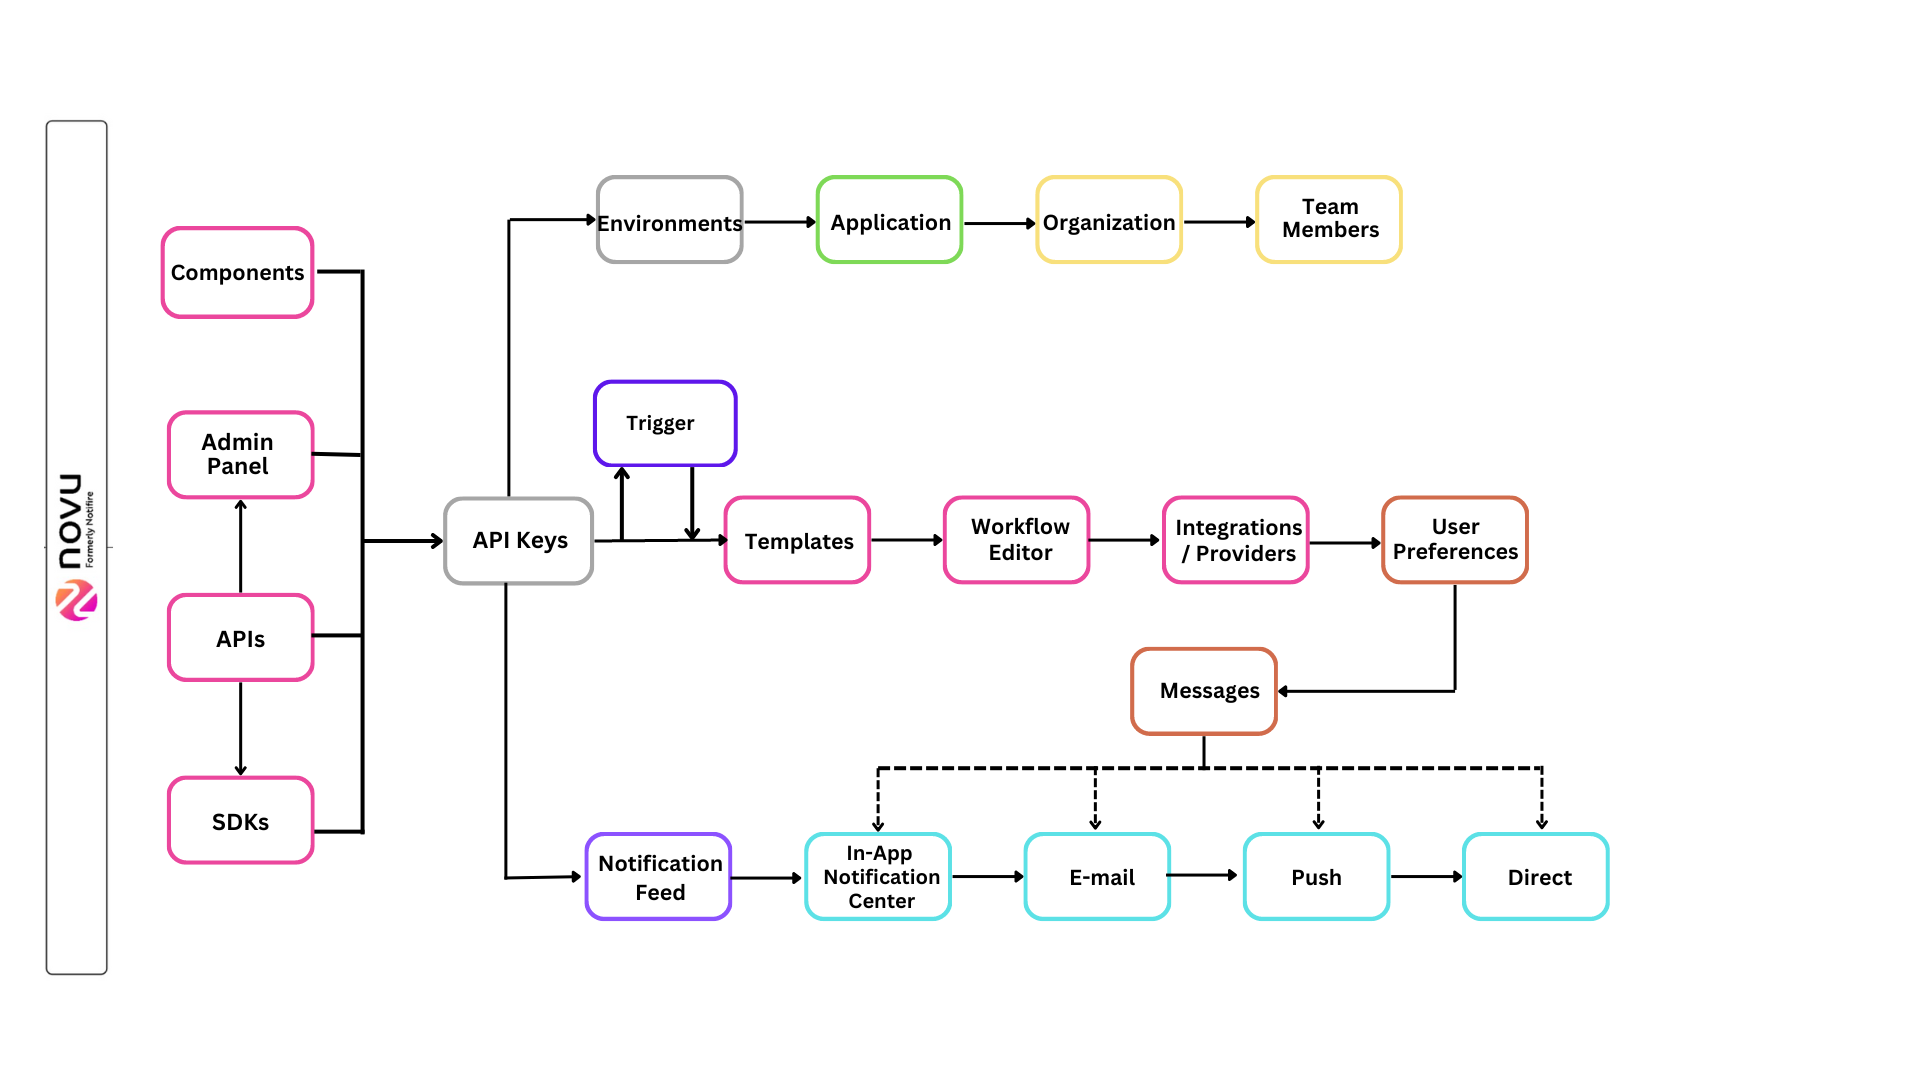 novu
Formerly Notifire
Components
Admin
Panel
APIs
SDKs
API Keys
Environments
Application
Organization
Team
Members
Trigger
Templates
Workflow
Editor
Integrations
/ Providers
User
Preferences
Messages
Notification
Feed
In-App
Notification
Center
E-mail
Push
Direct